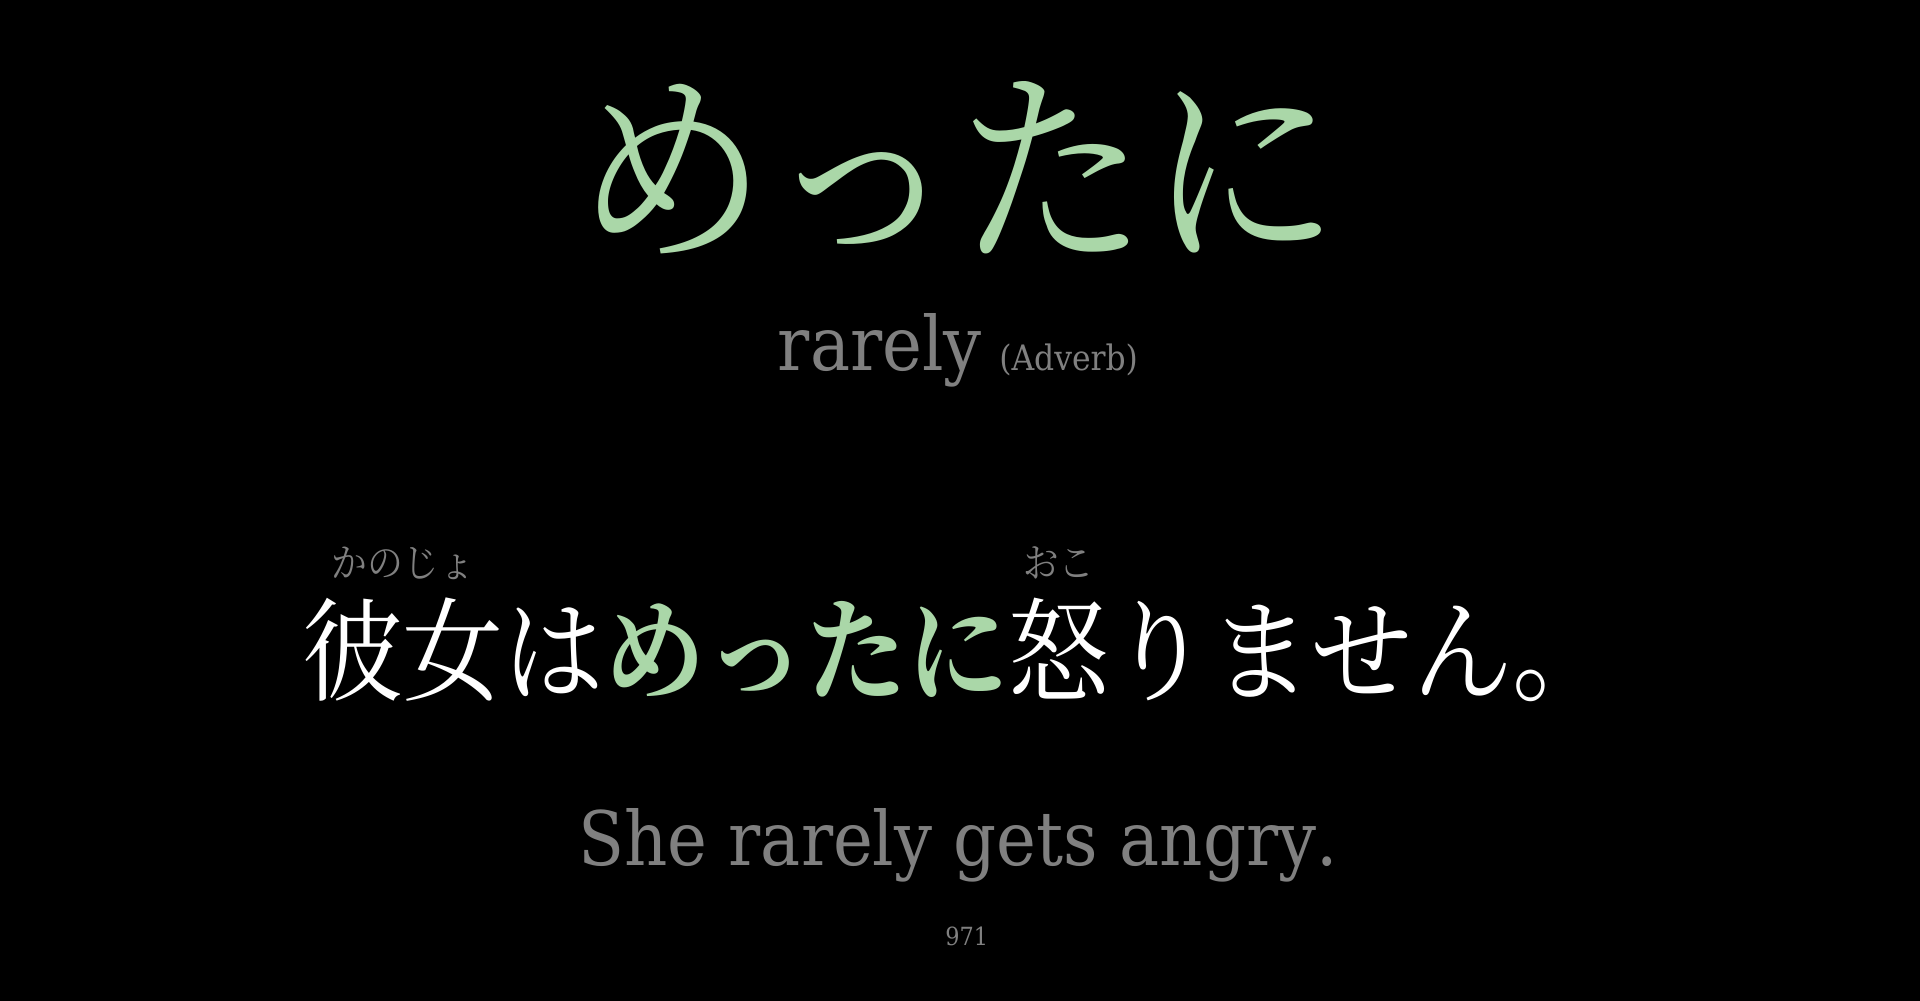 めったに
rarely (Adverb)
かのじょ おこ
彼女はめったに怒りません。
She rarely gets angry.
971